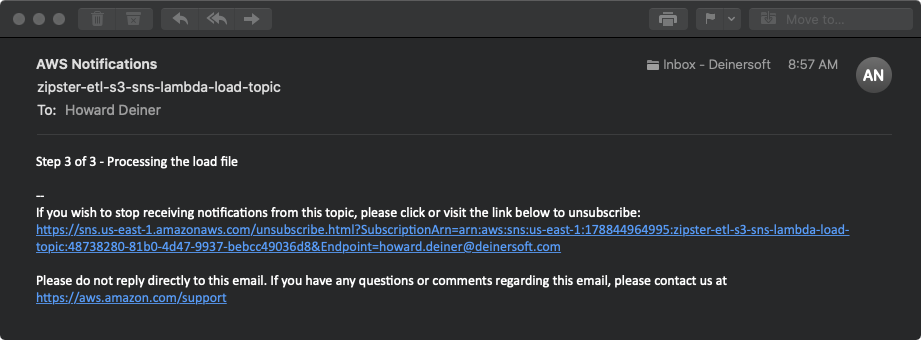 Move to...
AWS Notifications
Inbox - Deinersoft
8:57 AM
AN
zipster-etl-s3-sns-lambda-load-topic
To: Howard Deiner
Step 3 of 3 - Processing the load file
--
If you wish to stop receiving notifications from this topic, please click or visit the link below to unsubscribe:
https://sns.us-east-1.amazonaws.com/unsubscribe.html?SubscriptionArn=arn:aws:sns:us-east-1:178844964995:zipster-etl-s3-sns-lambda-load-
topic:48738280-81b0-4d47-9937-bebcc49036d8&Endpoint=howard.deiner@deinersoft.com
Please do not reply directly to this email. If you have any questions or comments regarding this email, please contact us at
https://aws.amazon.com/support